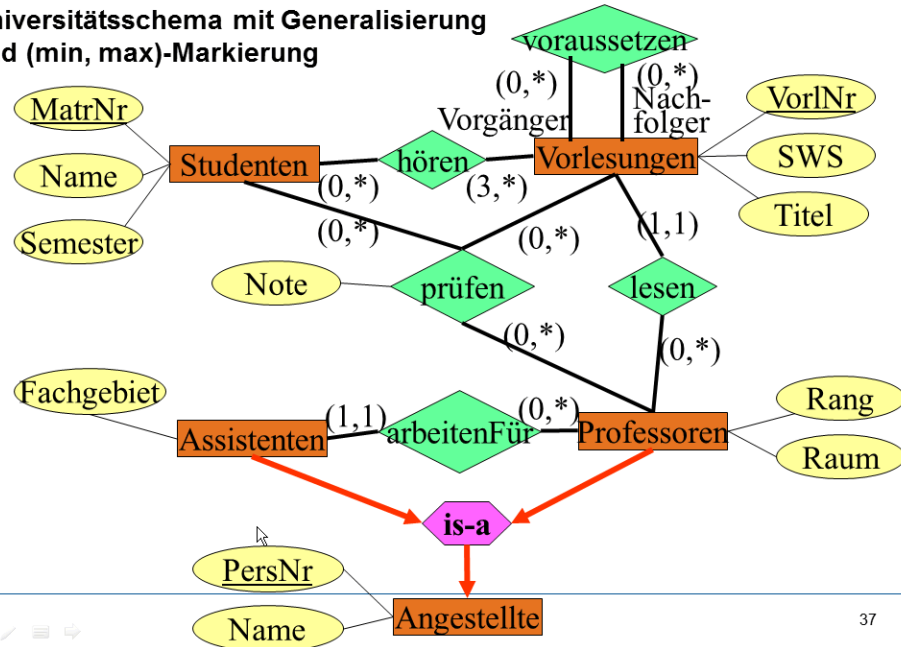 niversitätsschema mit Generalisierung
d (min, max)-Markierung
voraussetzen
(0,*)
(0,*)
Vorgänger
Nach-
folger
MatrNr
Name
Semester
Studenten
hören
Vorlesungen
VorlNr
SWS
Titel
(0,*)
(3,*)
(0,*)
(0,*)
(1,1)
Note
prüfen
lesen
(0,*)
(0,*)
Fachgebiet
Assistenten
(1,1)
arbeitenFür
(0,*)
Professoren
Rang
Raum
is-a
PersNr
Name
Angestellte
37